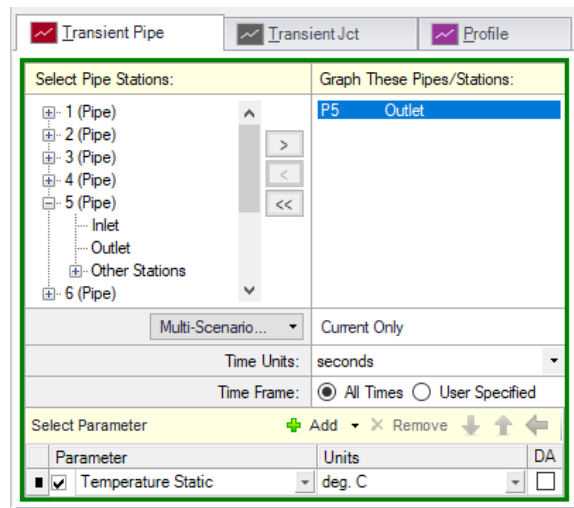 Transient Pipe
Transient Jct
Profile
Select Pipe Stations:
Graph These Pipes/Stations:
1 (Pipe)
2 (Pipe)
3 (Pipe)
4 (Pipe)
5 (Pipe)
Inlet
Outlet
Other Stations
6 (Pipe)
>
<
<<
P5 Outlet
Multi-Scenario...
Current Only
Time Units:
seconds
Time Frame:
All Times
User Specified
Select Parameter
Add
Remove
Parameter
Units
DA
Temperature Static
deg. C